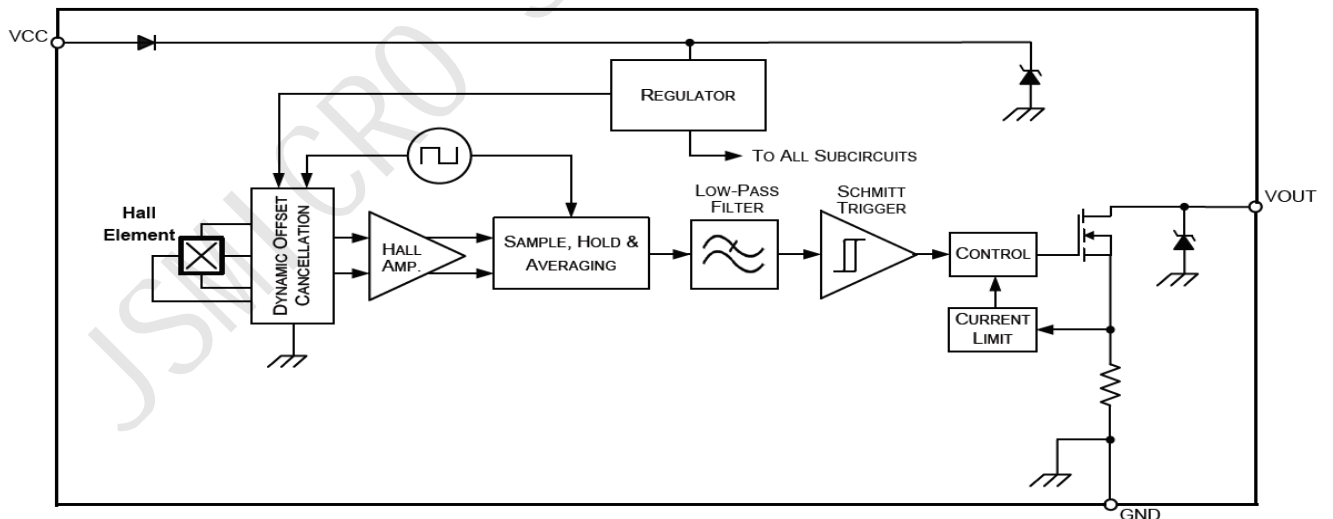 JSMICRO S
VCC
REGULATOR
TO ALL SUBCIRCUITS
Hall
Element
DYNAMIC OFFSET
CANCELLATION
HALL
AMP.
SAMPLE, HOLD &
AVERAGING
LOW-PASS
FILTER
SCHMITT
TRIGGER
CONTROL
CURRENT
LIMIT
VOUT
GND